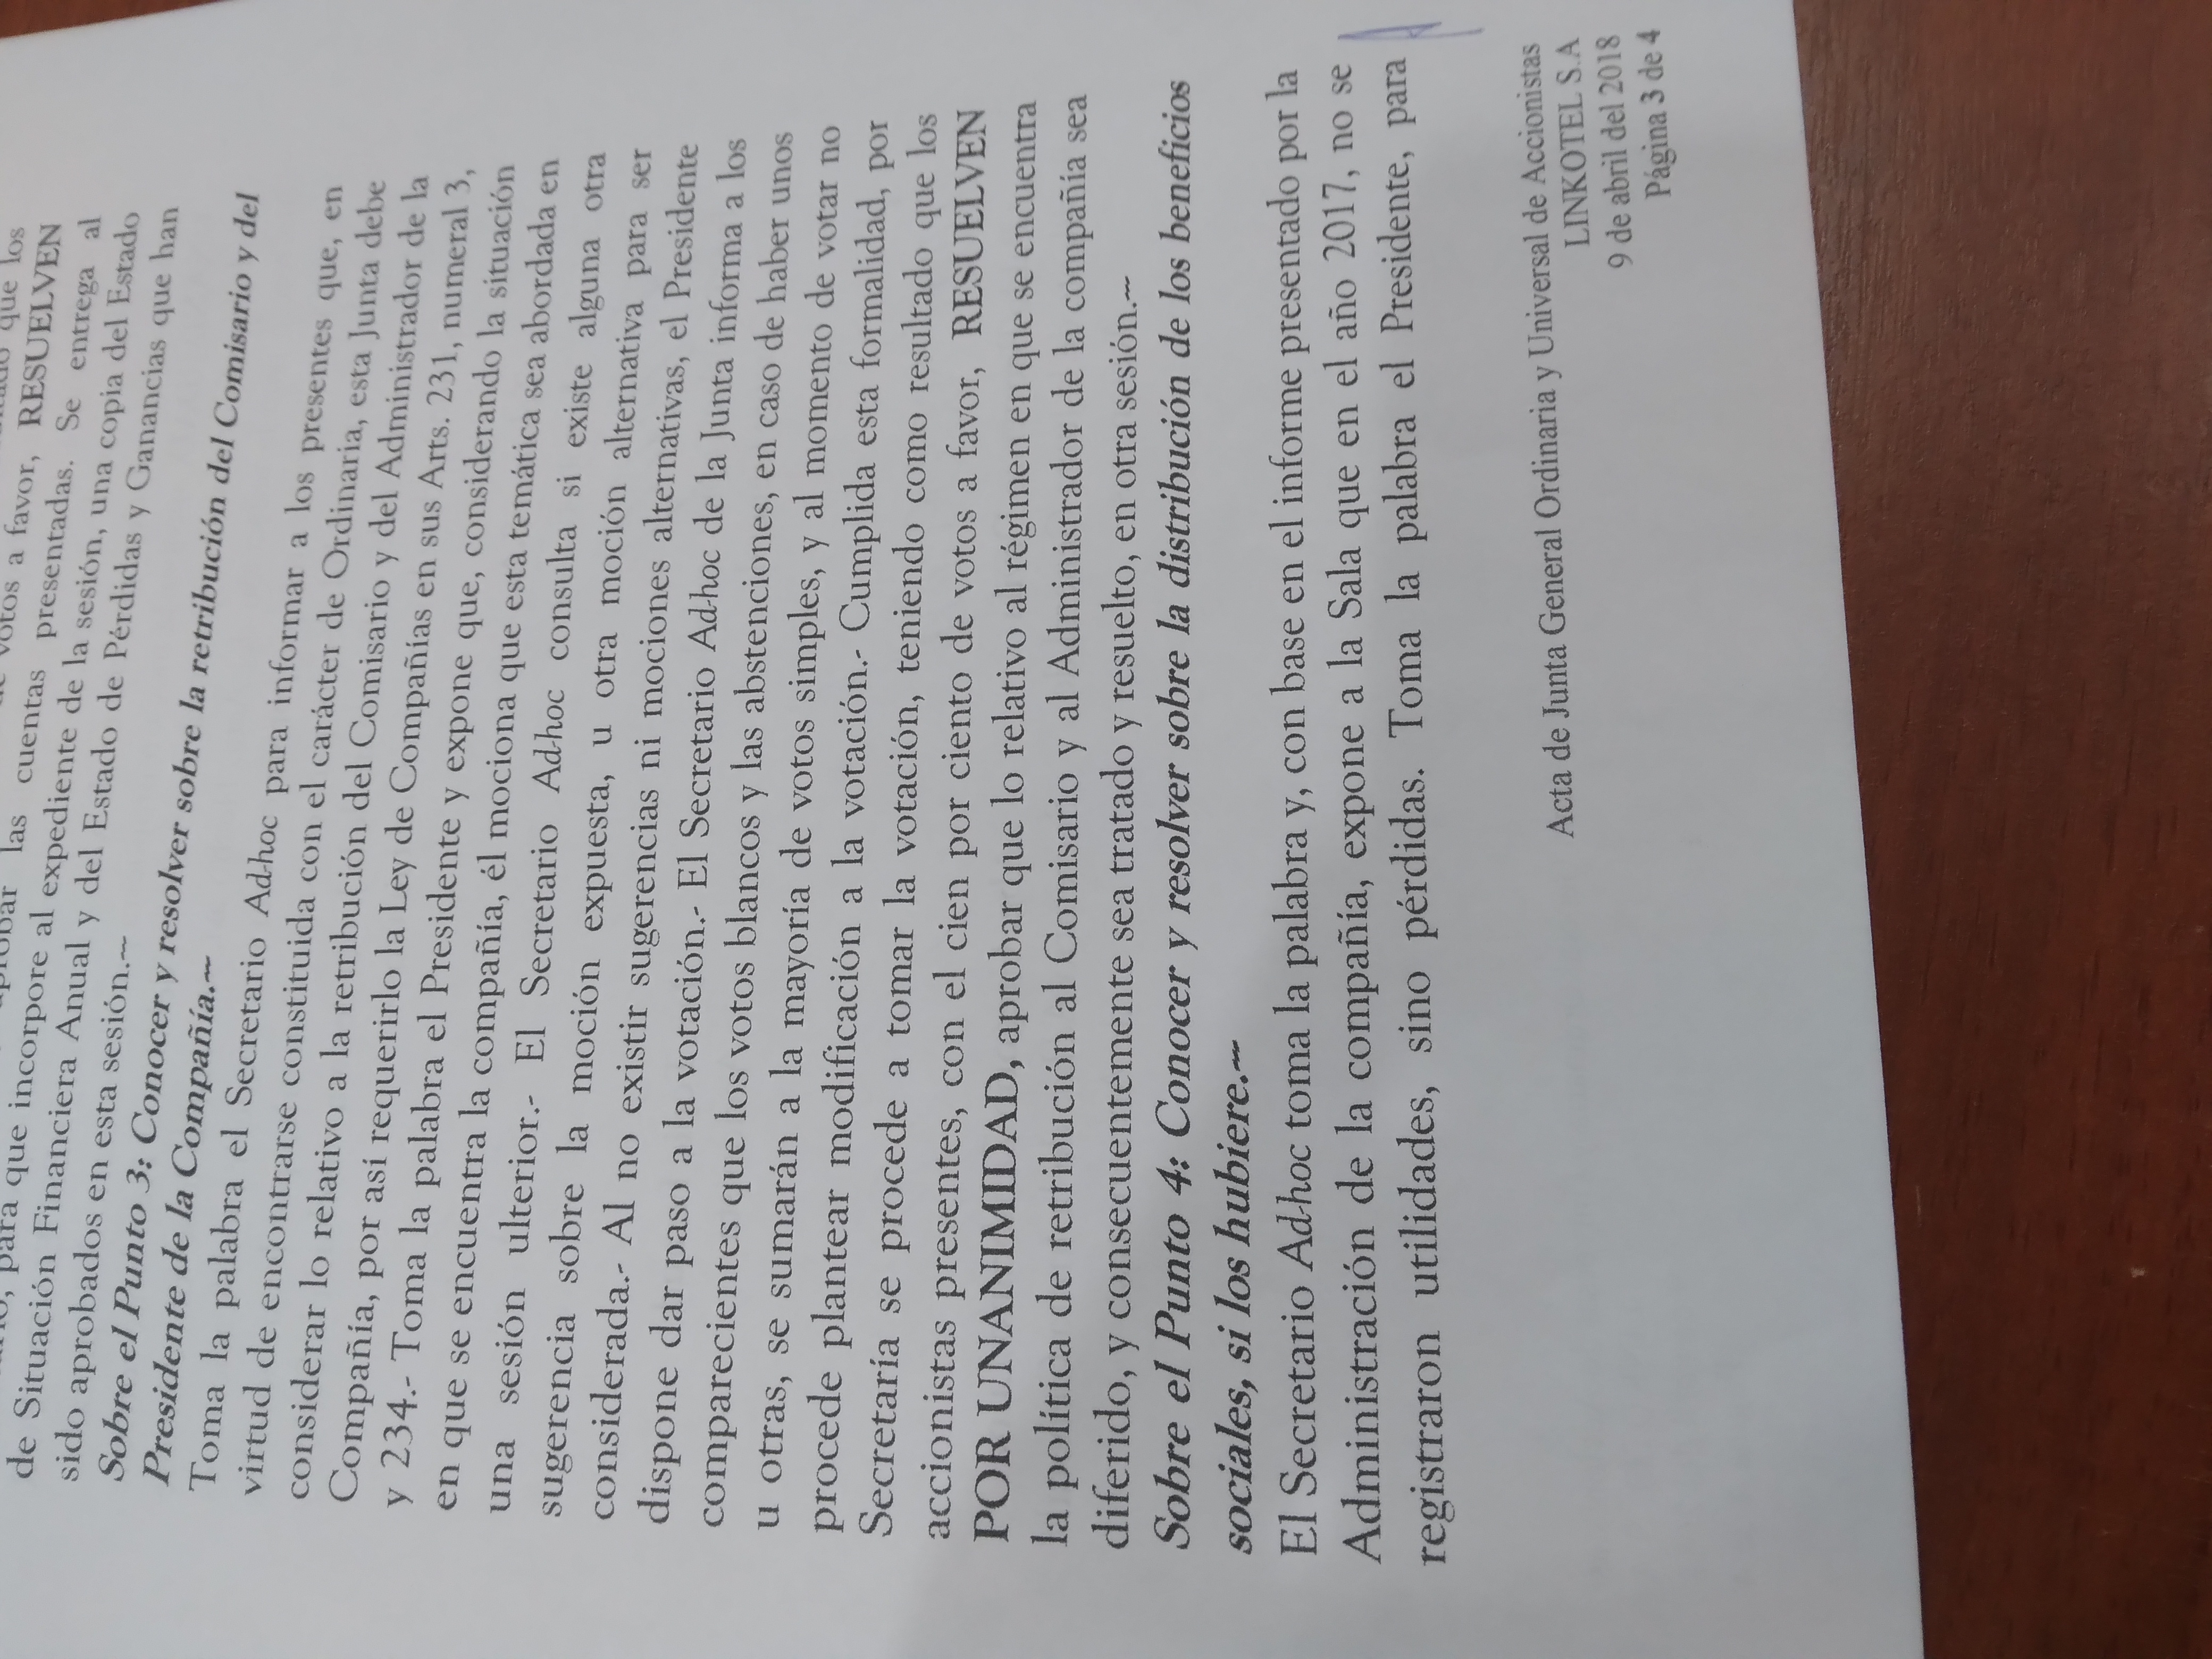 que los
votos a favor, RESUELVEN
las cuentas presentadas. Se entrega al
para que incorpore al expediente de la sesión, una copia del Estado
de Situación Financiera Anual y del Estado de Pérdidas y Ganancias que han
sido aprobados en esta sesión.--
Sobre el Punto 3: Conocer y resolver sobre la retribución del Comisario y del
Presidente de la Compañía.--
Toma la palabra el Secretario Ad-hoc para informar a los presentes que, en
virtud de encontrarse constituida con el carácter de Ordinaria, esta Junta debe
considerar lo relativo a la retribución del Comisario y del Administrador de la
Compañía, por así requerirlo la Ley de Compañías en sus Arts. 231, numeral 3,
y 234.- Toma la palabra el Presidente y expone que, considerando la situación
en que se encuentra la compañía, él mociona que esta temática sea abordada en
una sesión ulterior.- El Secretario Ad-hoc consulta si existe alguna otra
sugerencia sobre la moción expuesta, u otra moción alternativa para ser
considerada.- Al no existir sugerencias ni mociones alternativas, el Presidente
dispone dar paso a la votación.- El Secretario Ad-hoc de la Junta informa a los
comparecientes que los votos blancos y las abstenciones, en caso de haber unos
u otras, se sumarán a la mayoría de votos simples, y al momento de votar no
procede plantear modificación a la votación.- Cumplida esta formalidad, por
Secretaría se procede a tomar la votación, teniendo como resultado que los
accionistas presentes, con el cien por ciento de votos a favor, RESUELVEN
POR UNANIMIDAD, aprobar que lo relativo al régimen en que se encuentra
la política de retribución al Comisario y al Administrador de la compañía sea
diferido, y consecuentemente sea tratado y resuelto, en otra sesión.--
Sobre el Punto 4: Conocer y resolver sobre la distribución de los beneficios
sociales, si los hubiere.--
El Secretario Ad-hoc toma la palabra y, con base en el informe presentado por la
Administración de la compañía, expone a la Sala que en el año 2017, no se
registraron utilidades, sino pérdidas. Toma la palabra el Presidente, para
Acta de Junta General Ordinaria y Universal de Accionistas
LINKOTEL S.A
9 de abril del 2018
Página 3 de 4